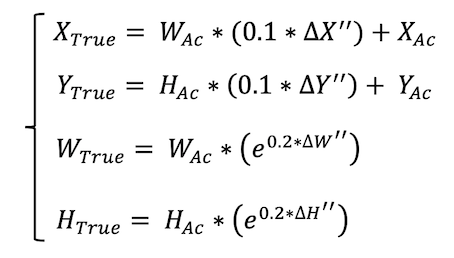 X_True = W_Ac * (0.1 * ΔX′′) + X_Ac
Y_True = H_Ac * (0.1 * ΔY′′) + Y_Ac
W_True = W_Ac * (e^{0.2*ΔW′′})
H_True = H_Ac * (e^{0.2*ΔH′′})